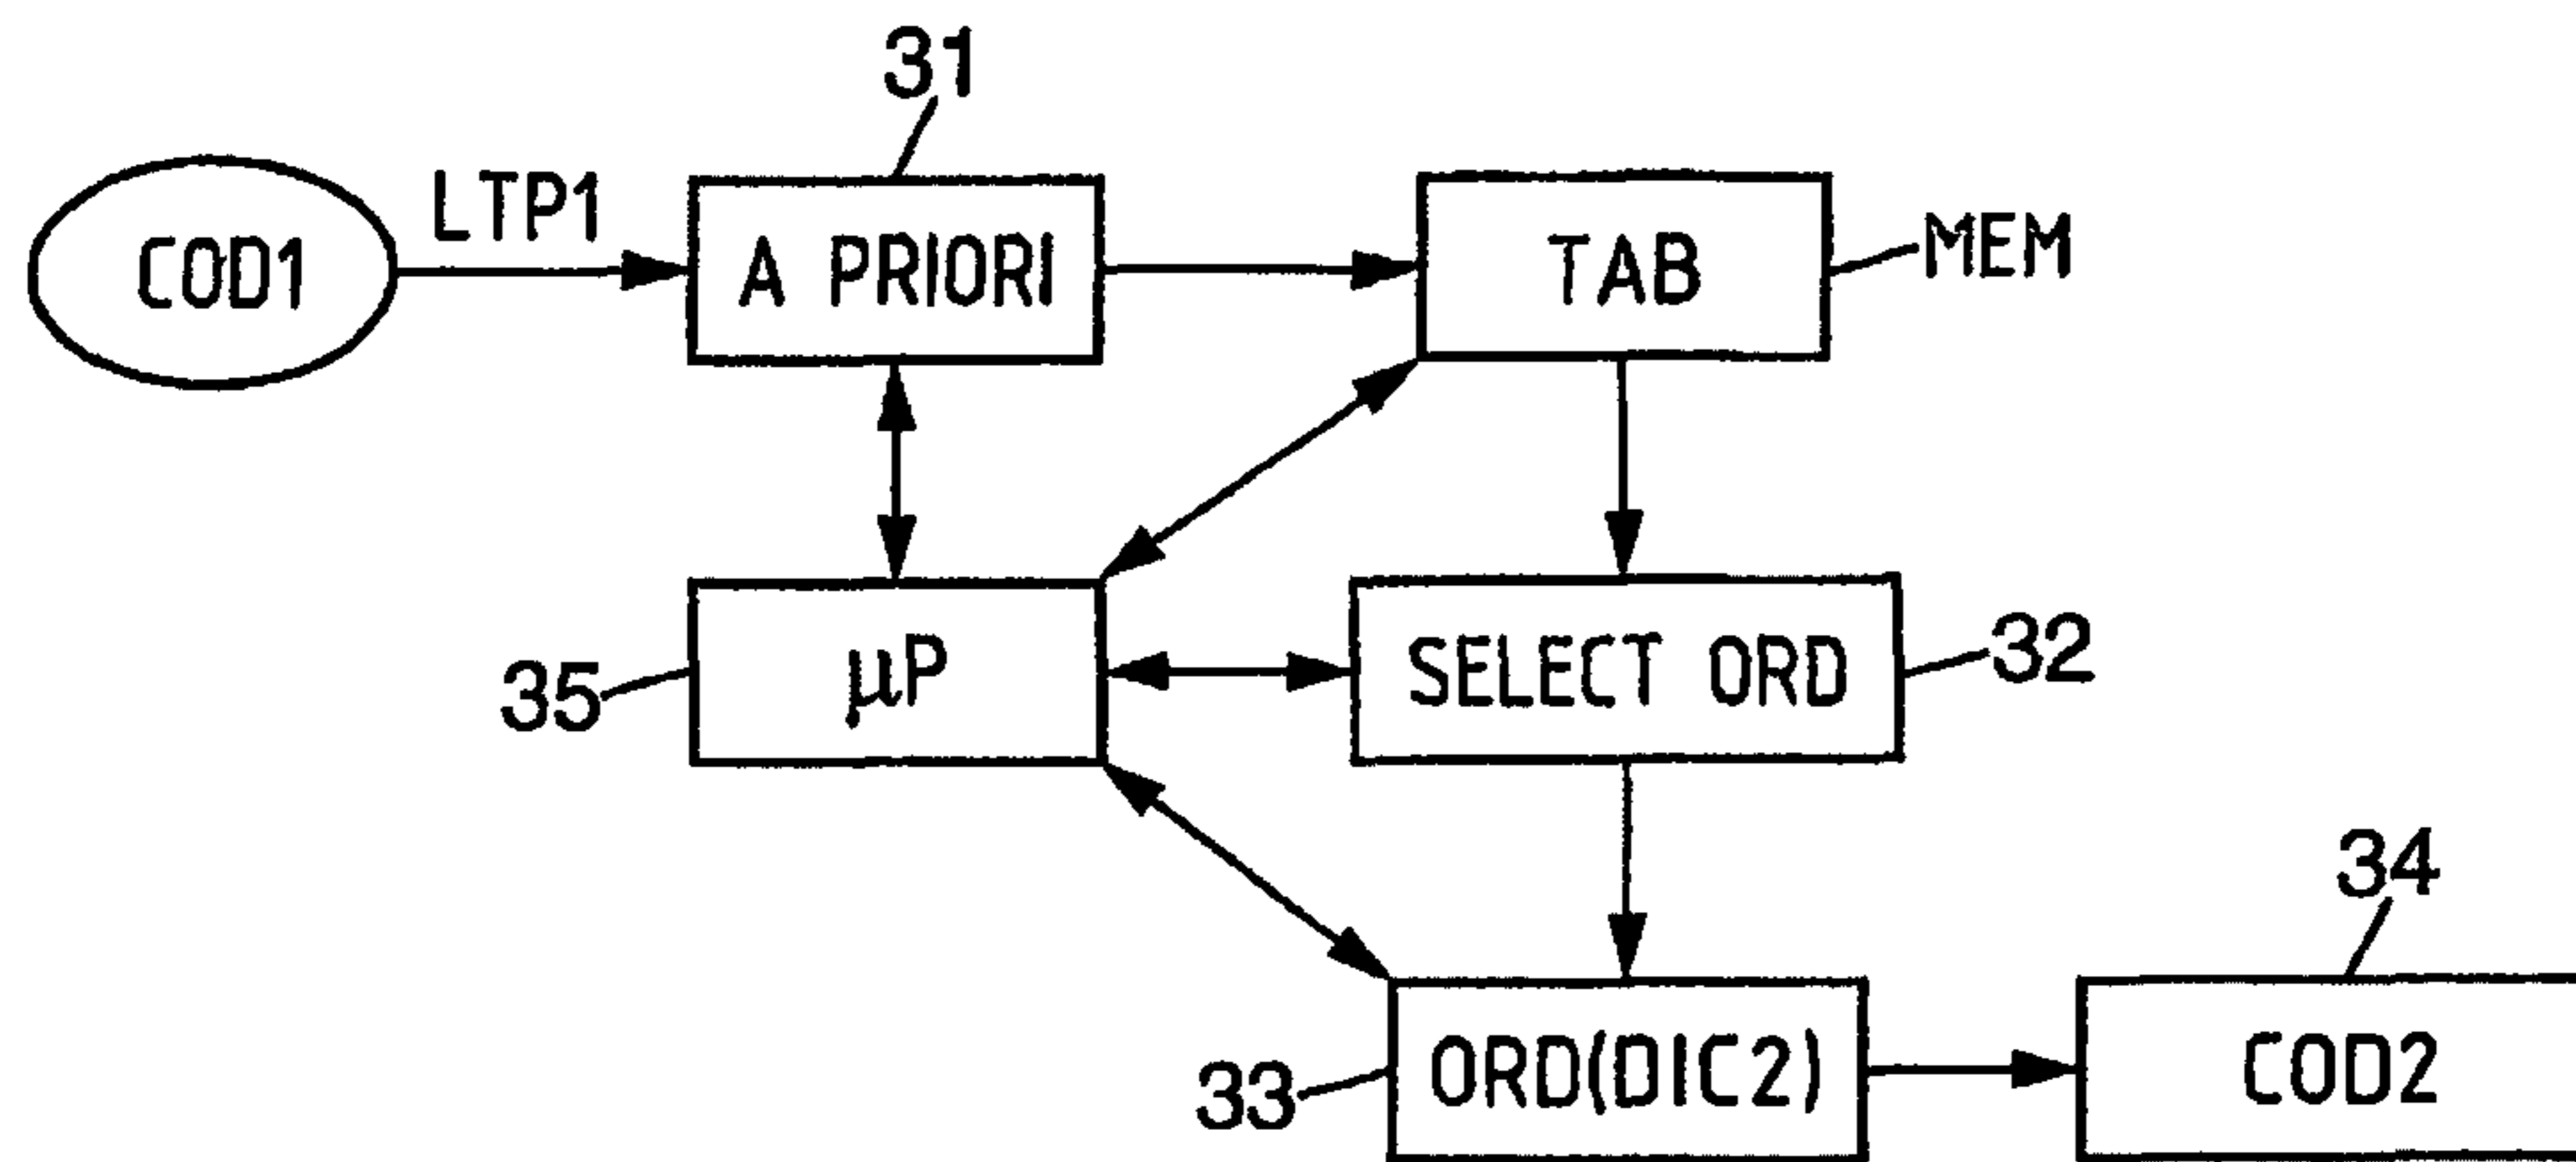 31
COD1
LTP1
A PRIORI
TAB
MEM
35
µP
SELECT ORD
32
33
ORD(DIC2)
34
COD2